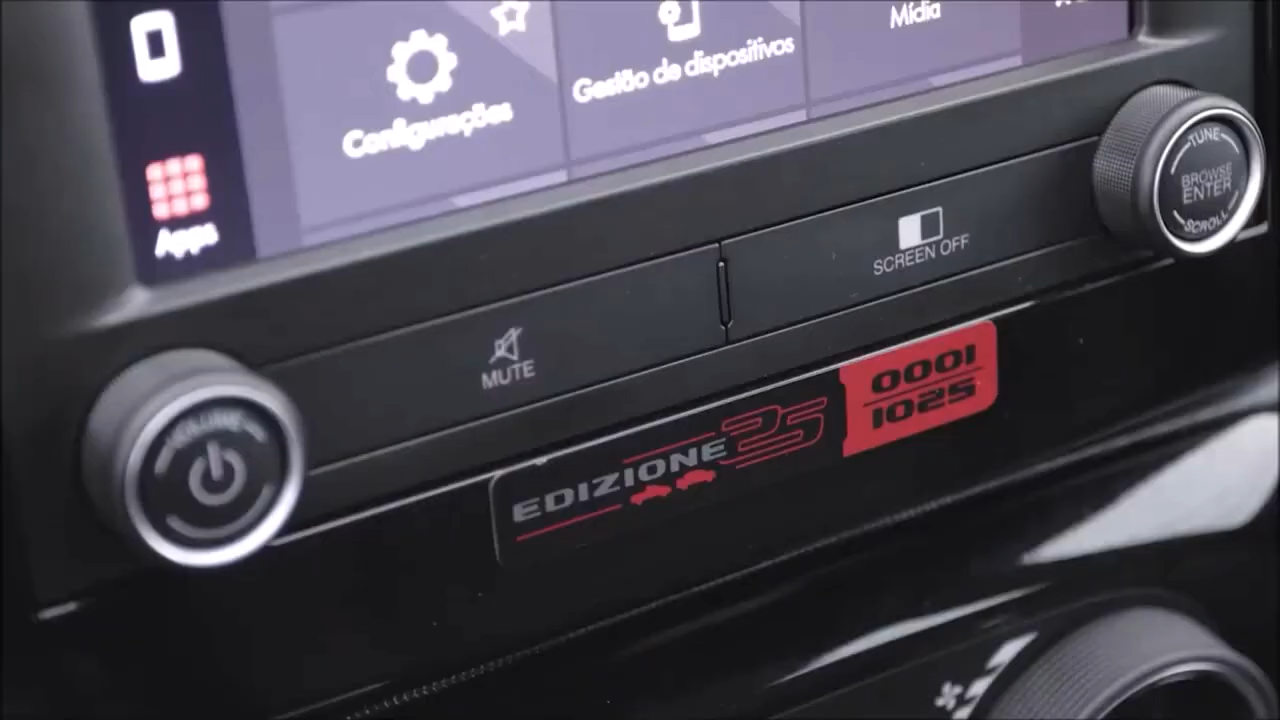 Configurações
Gestão de dispositivos
Mídia
Apps
TUNE
BROWSE
ENTER
SCROLL
SCREEN OFF
MUTE
VOLUME
EDIZIONE 25
0001
1025